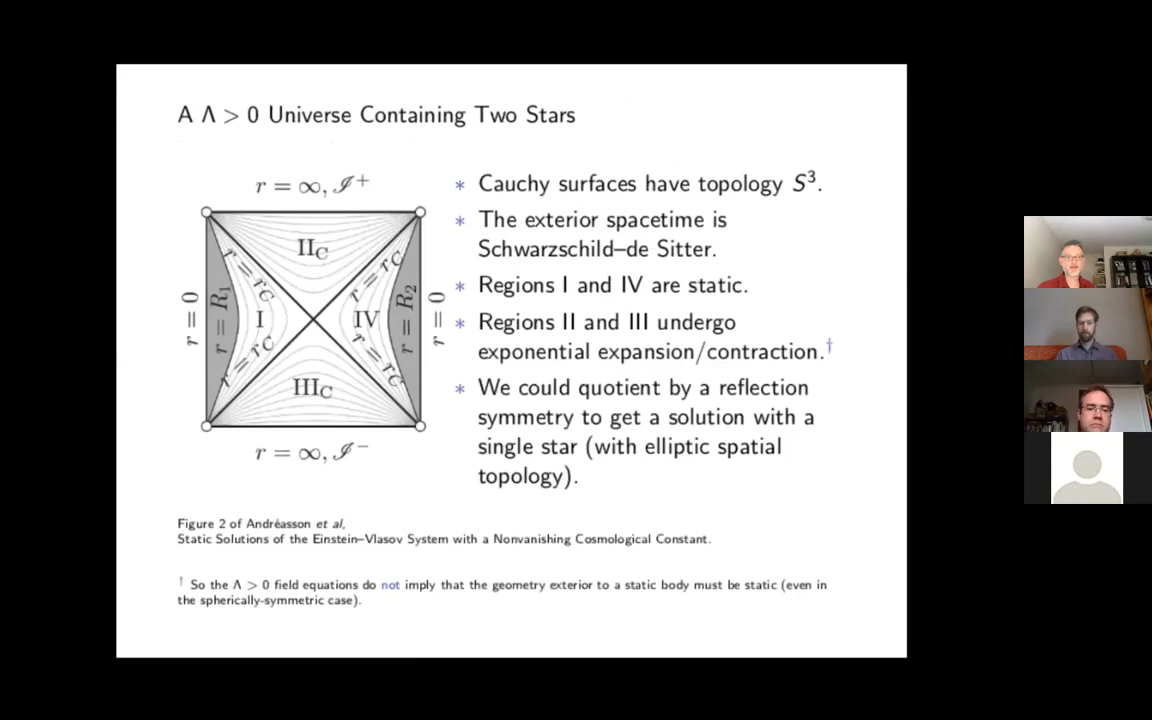 A Λ > 0 Universe Containing Two Stars
r = ∞, ℐ⁺
II_C
r = r_C
r = r_C
r = 0
r = R₁
I
IV
r = R₂
r = 0
r = r_C
r = r_C
III_C
r = ∞, ℐ⁻
* Cauchy surfaces have topology S³.
* The exterior spacetime is
Schwarzschild–de Sitter.
* Regions I and IV are static.
* Regions II and III undergo
exponential expansion/contraction.†
* We could quotient by a reflection
symmetry to get a solution with a
single star (with elliptic spatial
topology).
Figure 2 of Andréasson et al,
Static Solutions of the Einstein–Vlasov System with a Nonvanishing Cosmological Constant.
† So the Λ > 0 field equations do not imply that the geometry exterior to a static body must be static (even in
the spherically-symmetric case).